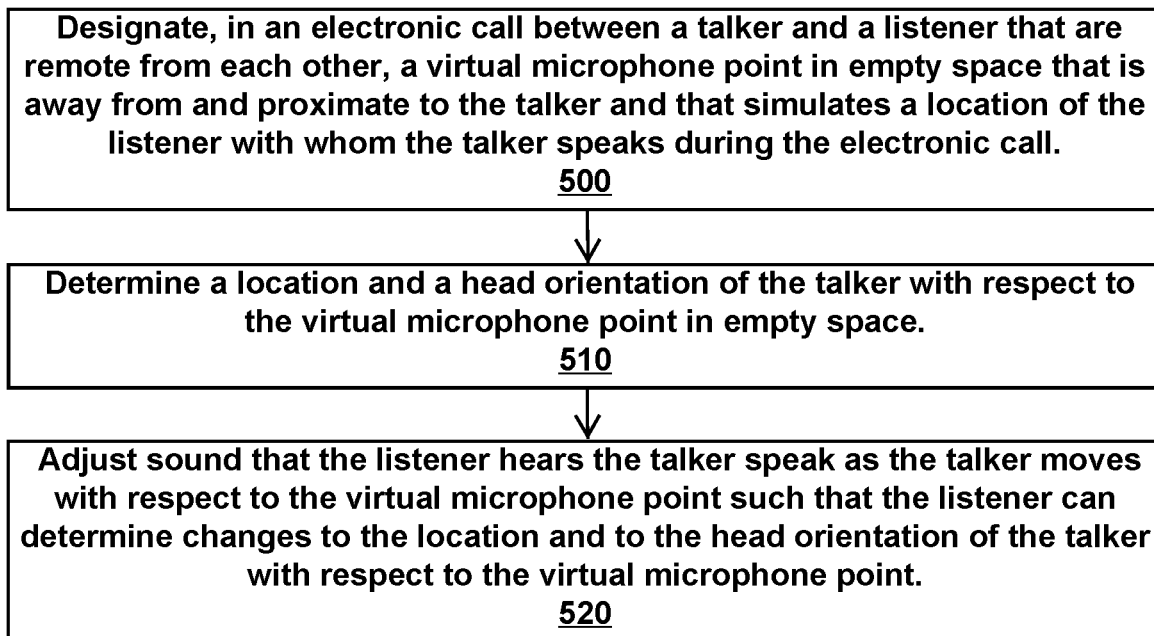 Designate, in an electronic call between a talker and a listener that are
remote from each other, a virtual microphone point in empty space that is
away from and proximate to the talker and that simulates a location of the
listener with whom the talker speaks during the electronic call.
500
Determine a location and a head orientation of the talker with respect to
the virtual microphone point in empty space.
510
Adjust sound that the listener hears the talker speak as the talker moves
with respect to the virtual microphone point such that the listener can
determine changes to the location and to the head orientation of the talker
with respect to the virtual microphone point.
520